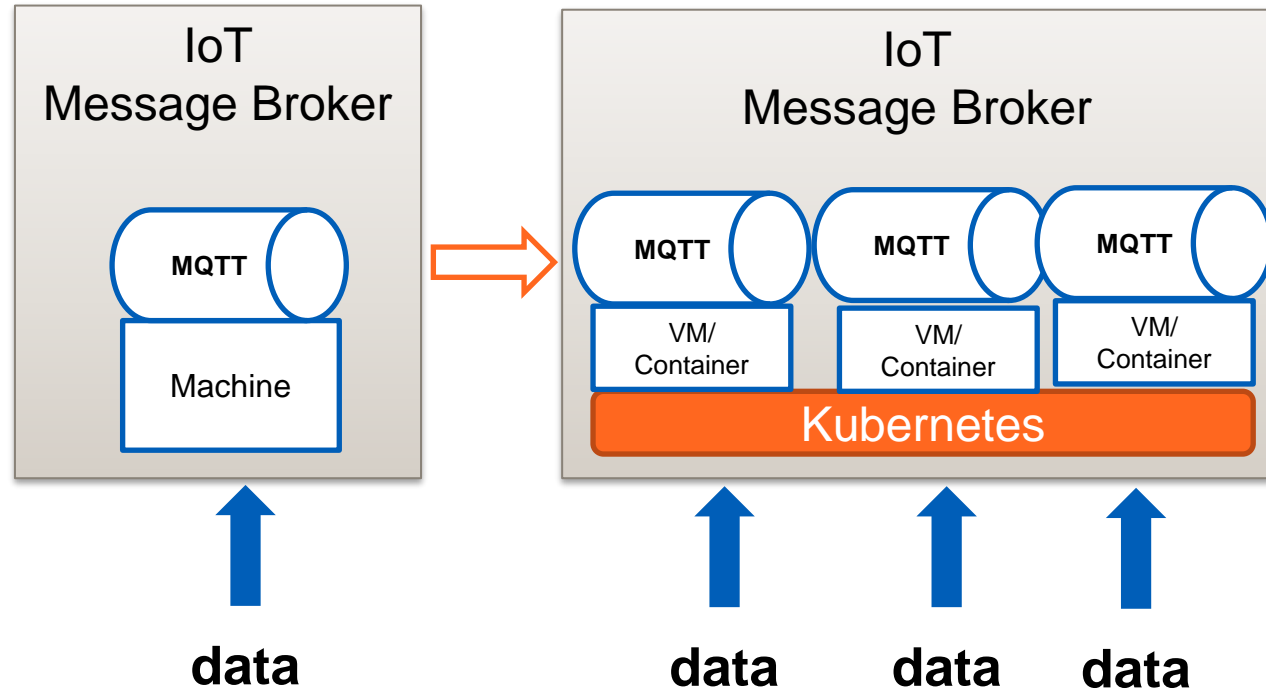 IoT
Message Broker
MQTT
Machine
data
IoT
Message Broker
MQTT
MQTT
MQTT
VM/
Container
VM/
Container
VM/
Container
Kubernetes
data
data
data